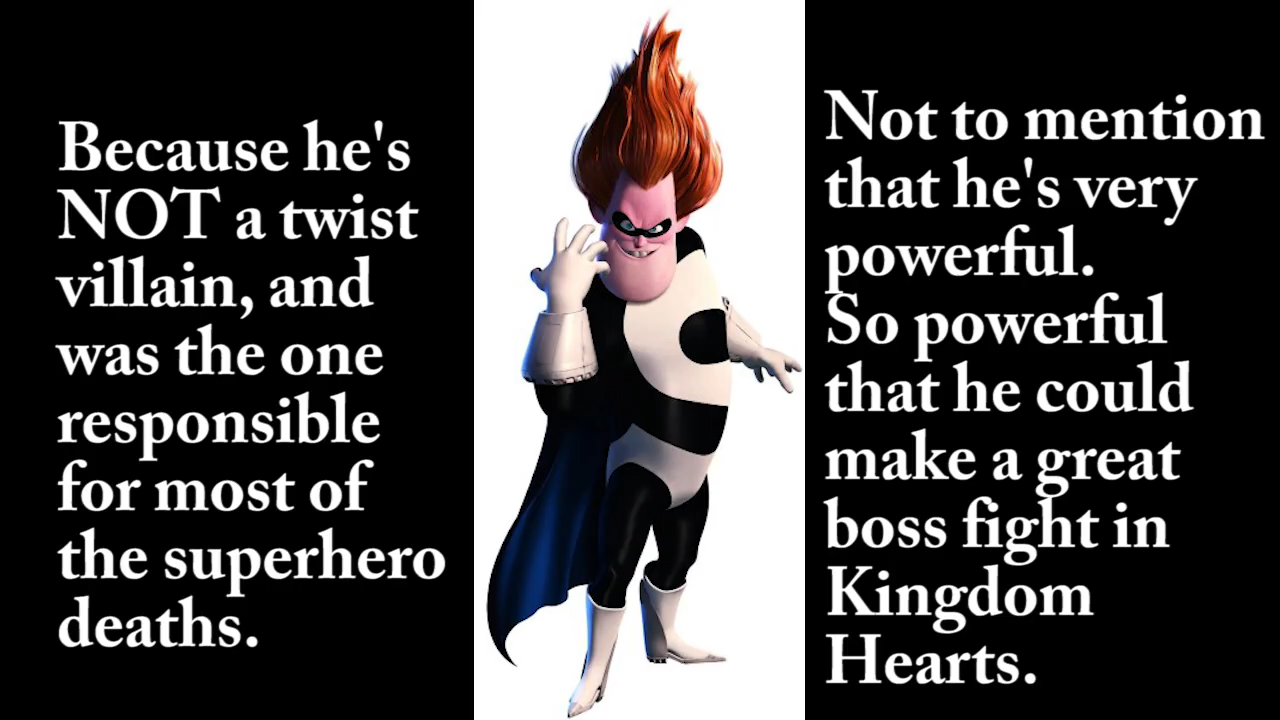 Because he's
NOT a twist
villain, and
was the one
responsible
for most of
the superhero
deaths.
Not to mention
that he's very
powerful.
So powerful
that he could
make a great
boss fight in
Kingdom
Hearts.